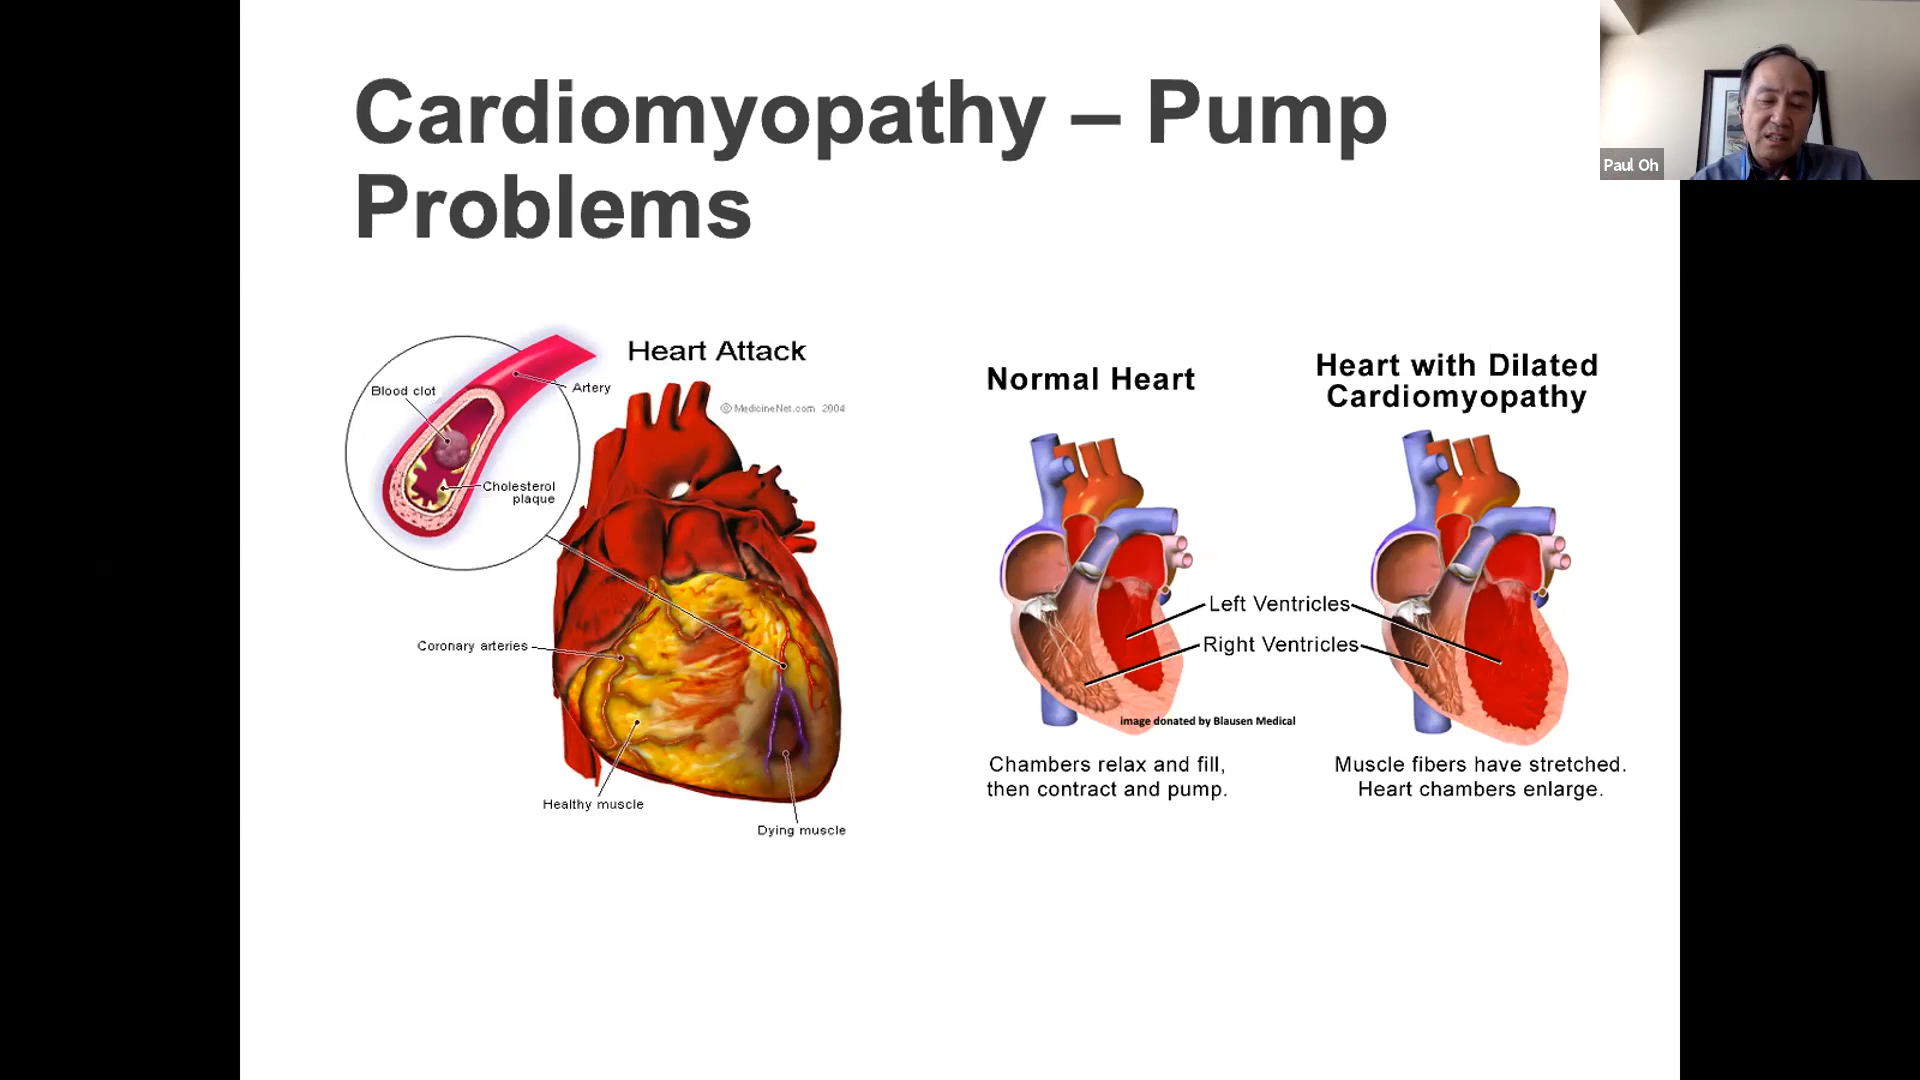 Cardiomyopathy – Pump
Problems
Paul Oh
Heart Attack
Blood clot
Artery
© MedicineNet.com 2004
Cholesterol
plaque
Coronary arteries
Healthy muscle
Dying muscle
Normal Heart
Heart with Dilated
Cardiomyopathy
Left Ventricles
Right Ventricles
image donated by Blausen Medical
Chambers relax and fill,
then contract and pump.
Muscle fibers have stretched.
Heart chambers enlarge.